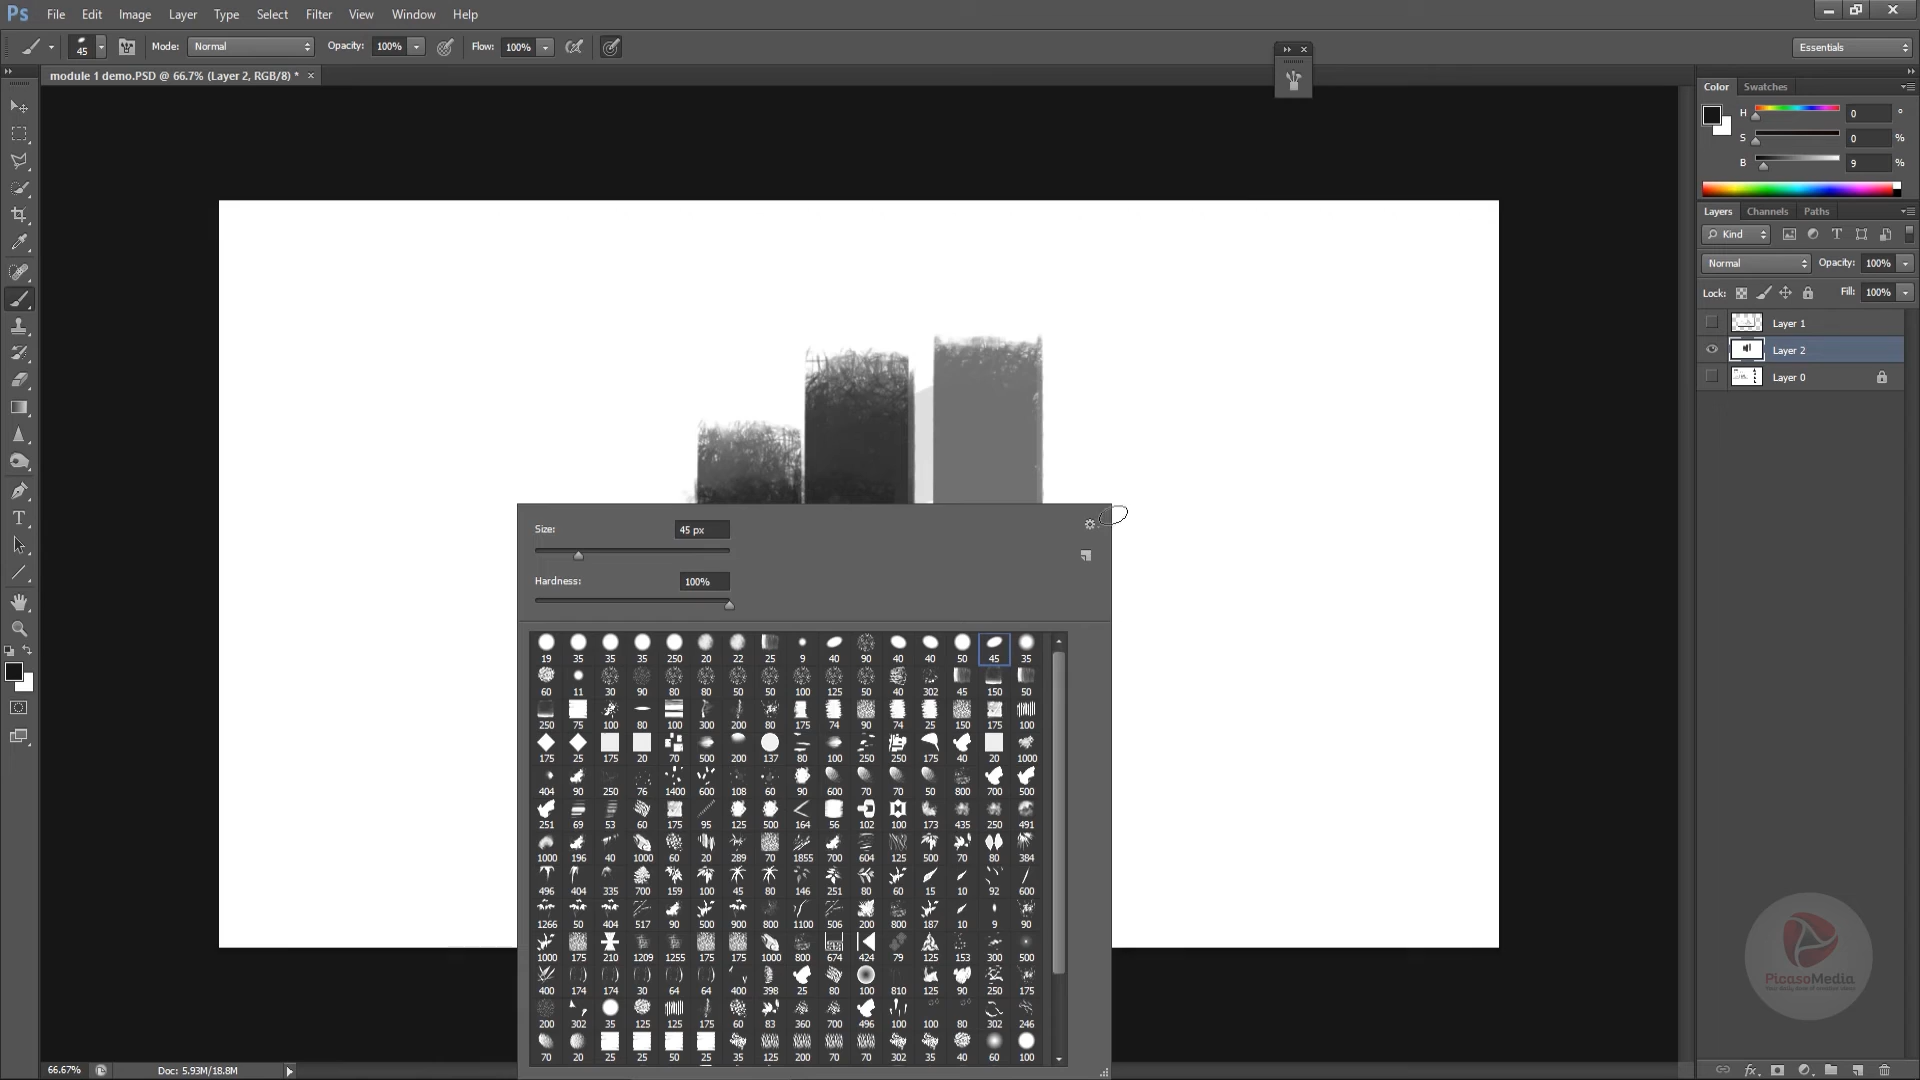 Ps File Edit Image Layer Type Select Filter View Window Help
45 Mode: Normal Opacity: 100% Flow: 100% Essentials
module 1 demo.PSD @ 66.7% (Layer 2, RGB/8) * ×
Color Swatches
H 0 °
S 0 %
B 9 %
Layers Channels Paths
Kind
Normal Opacity: 100%
Lock: Fill: 100%
Layer 1
Layer 2
Layer 0
Size: 45 px
Hardness: 100%
19 35 35 35 250 20 22 25 9 40 90 40 40 50 45 35
60 11 30 90 80 80 50 50 100 125 50 40 302 45 150 50
250 75 100 80 100 300 200 80 175 74 90 74 25 150 175 100
175 25 175 20 70 500 200 137 80 100 250 250 175 40 20 1000
404 90 250 76 1400 600 108 60 90 600 70 70 50 800 700 500
251 69 53 60 175 95 125 500 164 56 102 100 173 435 250 491
1000 196 40 1000 60 20 289 70 1855 700 604 125 500 70 80 384
496 404 335 700 159 100 45 80 146 251 80 60 15 10 92 600
1266 50 404 517 90 500 900 800 1100 506 200 800 187 10 9 90
1000 175 210 1209 1255 175 175 1000 800 674 424 79 125 153 300 500
400 174 174 30 64 64 400 398 25 80 100 810 125 90 250 175
200 302 35 125 125 175 60 83 360 700 496 100 100 80 302 246
70 20 25 25 50 25 35 125 200 70 70 302 35 40 60 100
PicasoMedia
66.67% Doc: 5.93M/18.8M